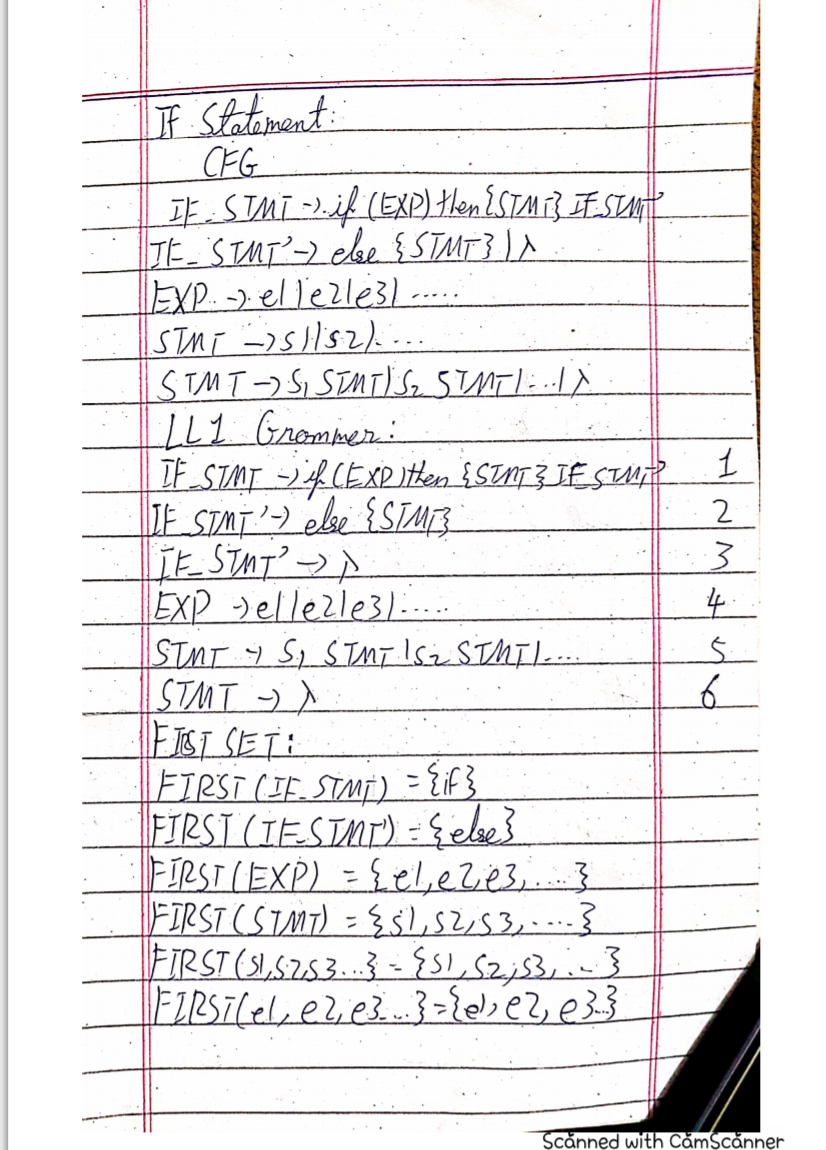 If Statement:
CFG
IF_STMT → if (EXP) then {STMT} IF_STMT'
IF_STMT' → else {STMT} | λ
EXP → e1 | e2 | e3 | .....
STMT → s1 | s2 | ....
STMT → S₁ STMT | S₂ STMT | ... | λ
LL1 Grammer:
IF_STMT → if (EXP) then {STMT} IF_STMT' 1
IF_STMT' → else {STMT} 2
IF_STMT' → λ 3
EXP → e1 | e2 | e3 | ..... 4
STMT → S₁ STMT | S₂ STMT | .... 5
STMT → λ 6
SET:
FIRST (IF_STMT) = {if}
FIRST (IF_STMT') = {else}
FIRST (EXP) = {e1, e2, e3, ....}
FIRST (STMT) = {s1, s2, s3, ....}
FIRST (s1, s2, s3...} = {s1, s2, s3, ...}
FIRST (e1, e2, e3...} = {e1, e2, e3..}
Scanned with CamScanner